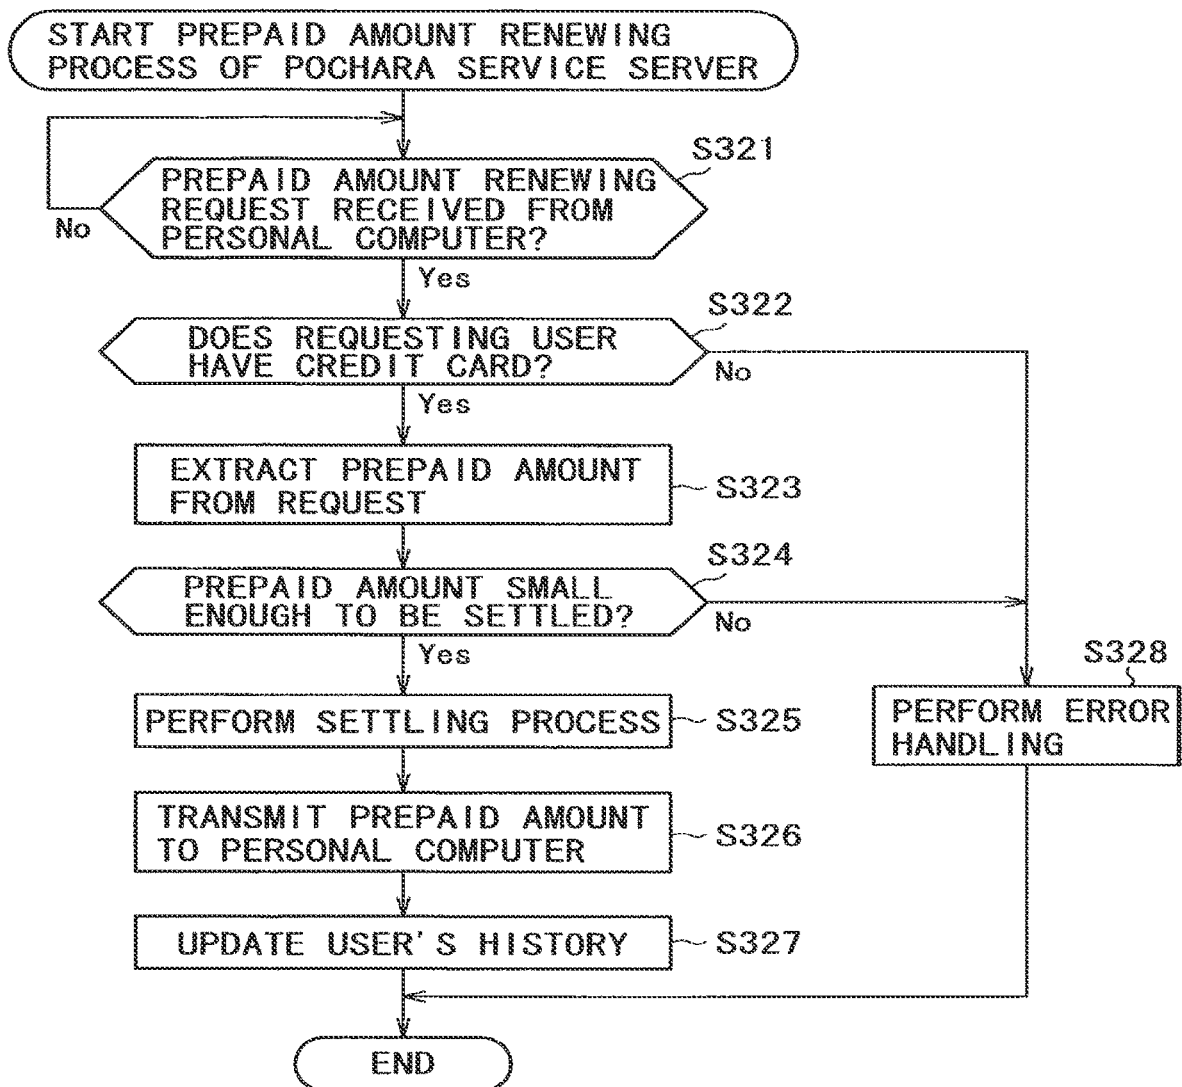 START PREPAID AMOUNT RENEWING
PROCESS OF POCHARA SERVICE SERVER
S321
PREPAID AMOUNT RENEWING
REQUEST RECEIVED FROM
PERSONAL COMPUTER?
No
Yes
S322
DOES REQUESTING USER
HAVE CREDIT CARD?
No
Yes
EXTRACT PREPAID AMOUNT
FROM REQUEST
S323
S324
PREPAID AMOUNT SMALL
ENOUGH TO BE SETTLED?
No
Yes
S328
PERFORM ERROR
HANDLING
PERFORM SETTLING PROCESS
S325
TRANSMIT PREPAID AMOUNT
TO PERSONAL COMPUTER
S326
UPDATE USER'S HISTORY
S327
END